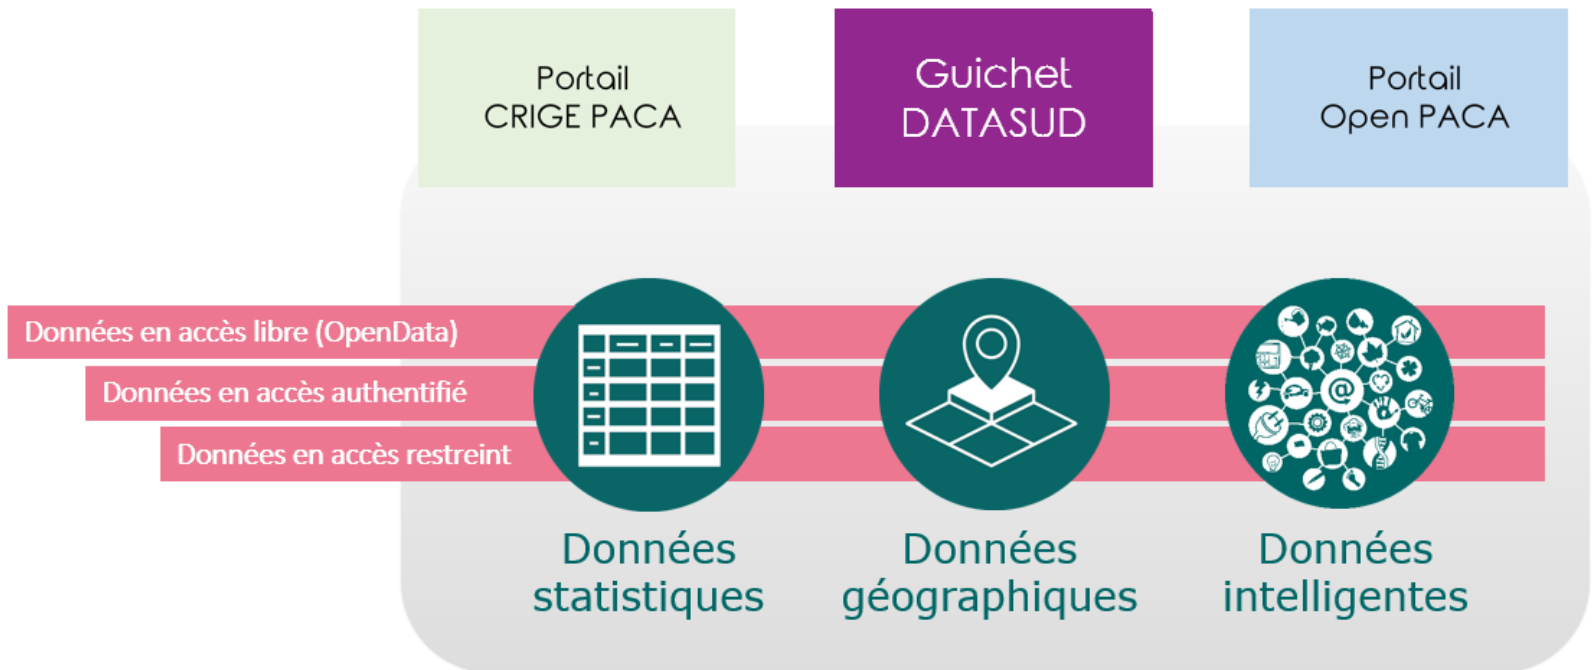 Portail
CRIGE PACA
Guichet
DATASUD
Portail
Open PACA
Données en accès libre (OpenData)
Données en accès authentifié
Données en accès restreint
@
Données
statistiques
Données
géographiques
Données
intelligentes